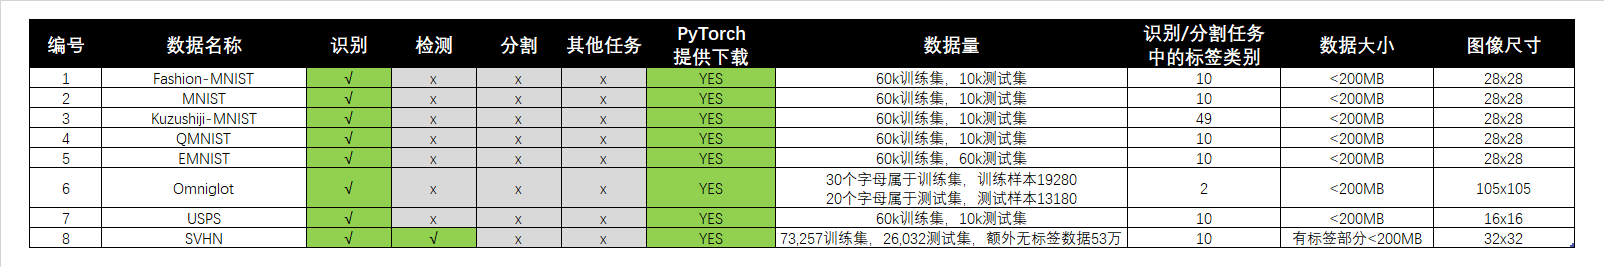 编号 数据名称 识别 检测 分割 其他任务 PyTorch 提供下载 数据量 识别/分割任务 中的标签类别 数据大小 图像尺寸
1 Fashion-MNIST √ x x x YES 60k训练集，10k测试集 10 <200MB 28x28
2 MNIST √ x x x YES 60k训练集，10k测试集 10 <200MB 28x28
3 Kuzushiji-MNIST √ x x x YES 60k训练集，10k测试集 49 <200MB 28x28
4 QMNIST √ x x x YES 60k训练集，10k测试集 10 <200MB 28x28
5 EMNIST √ x x x YES 60k训练集，60k测试集 10 <200MB 28x28
6 Omniglot √ x x x YES 30个字母属于训练集，训练样本19280 20个字母属于测试集，测试样本13180 2 <200MB 105x105
7 USPS √ x x x YES 60k训练集，10k测试集 10 <200MB 16x16
8 SVHN √ √ x x YES 73,257训练集，26,032测试集，额外无标签数据53万 10 有标签部分<200MB 32x32